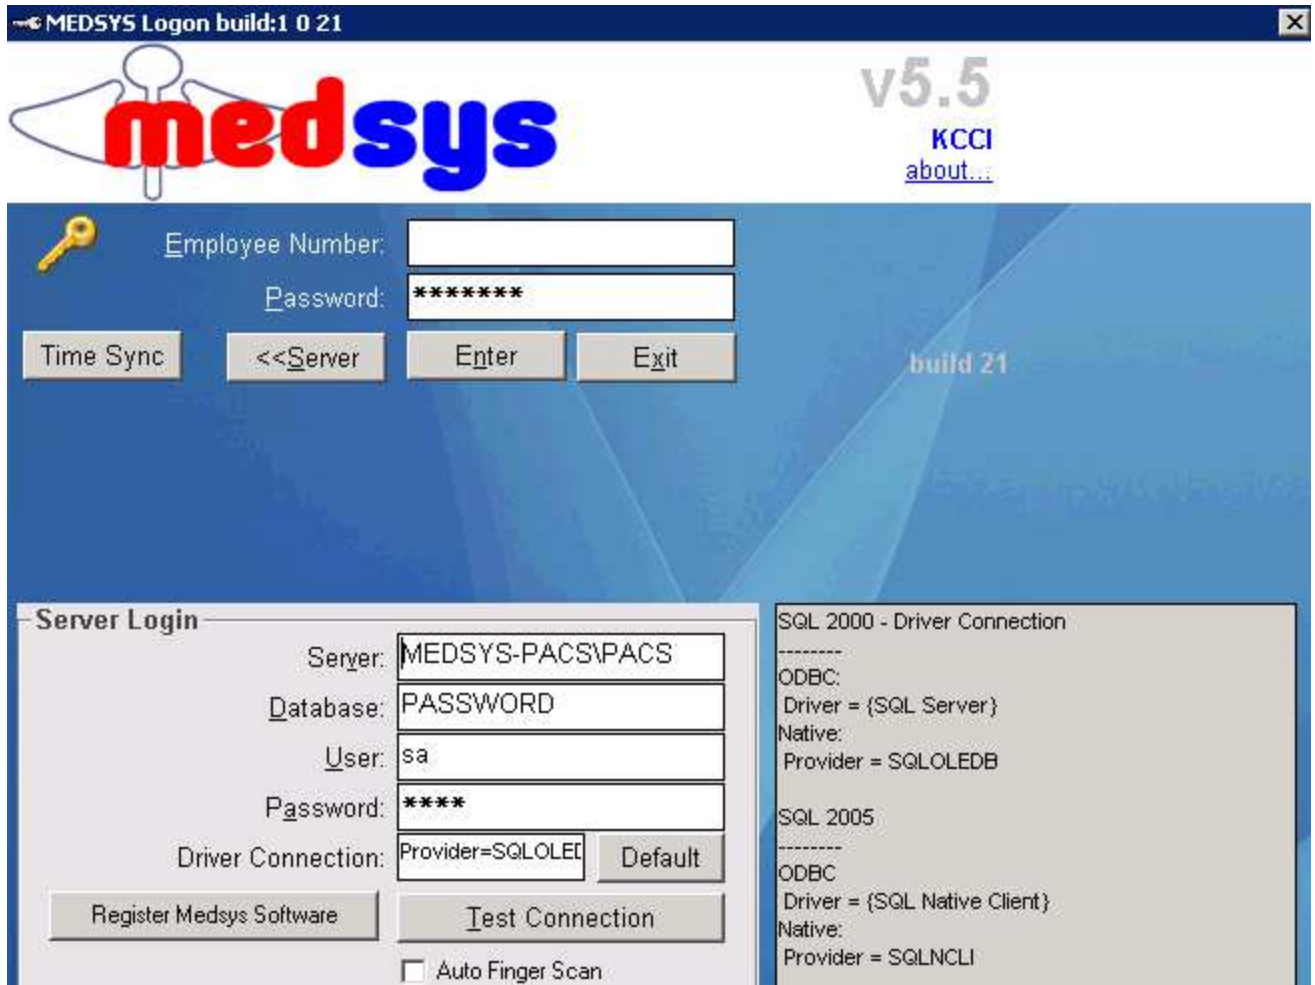 MEDSYS Logon build:1 0 21
medsys
v5.5
KCCI
about...
Employee Number:
Password: *******
Time Sync <<Server Enter Exit
build 21
Server Login
Server: MEDSYS-PACS\PACS
Database: PASSWORD
User: sa
Password: ****
Driver Connection: Provider=SQLOLED Default
Register Medsys Software Test Connection
Auto Finger Scan
SQL 2000 - Driver Connection
--------
ODBC:
Driver = {SQL Server}
Native:
Provider = SQLOLEDB
SQL 2005
--------
ODBC
Driver = {SQL Native Client}
Native:
Provider = SQLNCLI